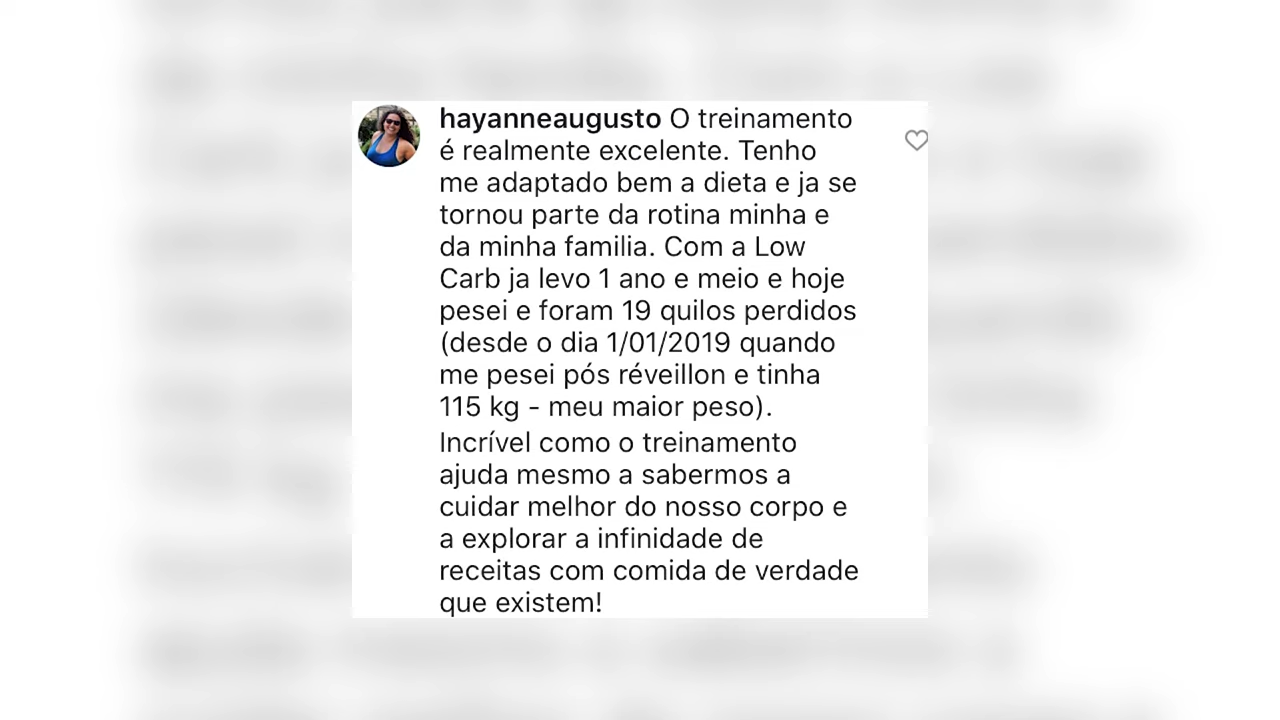 hayanneaugusto O treinamento
é realmente excelente. Tenho
me adaptado bem a dieta e ja se
tornou parte da rotina minha e
da minha familia. Com a Low
Carb ja levo 1 ano e meio e hoje
pesei e foram 19 quilos perdidos
(desde o dia 1/01/2019 quando
me pesei pós réveillon e tinha
115 kg - meu maior peso).
Incrível como o treinamento
ajuda mesmo a sabermos a
cuidar melhor do nosso corpo e
a explorar a infinidade de
receitas com comida de verdade
que existem!